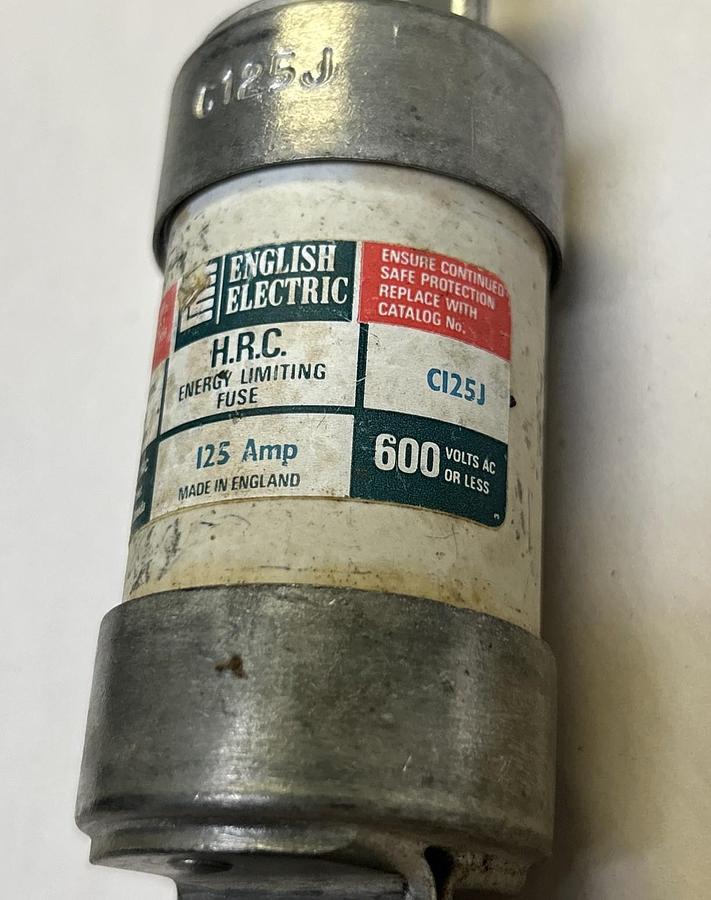 C125J
ENGLISH
ELECTRIC
ENSURE CONTINUED
SAFE PROTECTION
REPLACE WITH
CATALOG No.
H.R.C.
ENERGY LIMITING
FUSE
C125J
125 Amp
MADE IN ENGLAND
600 VOLTS AC
OR LESS